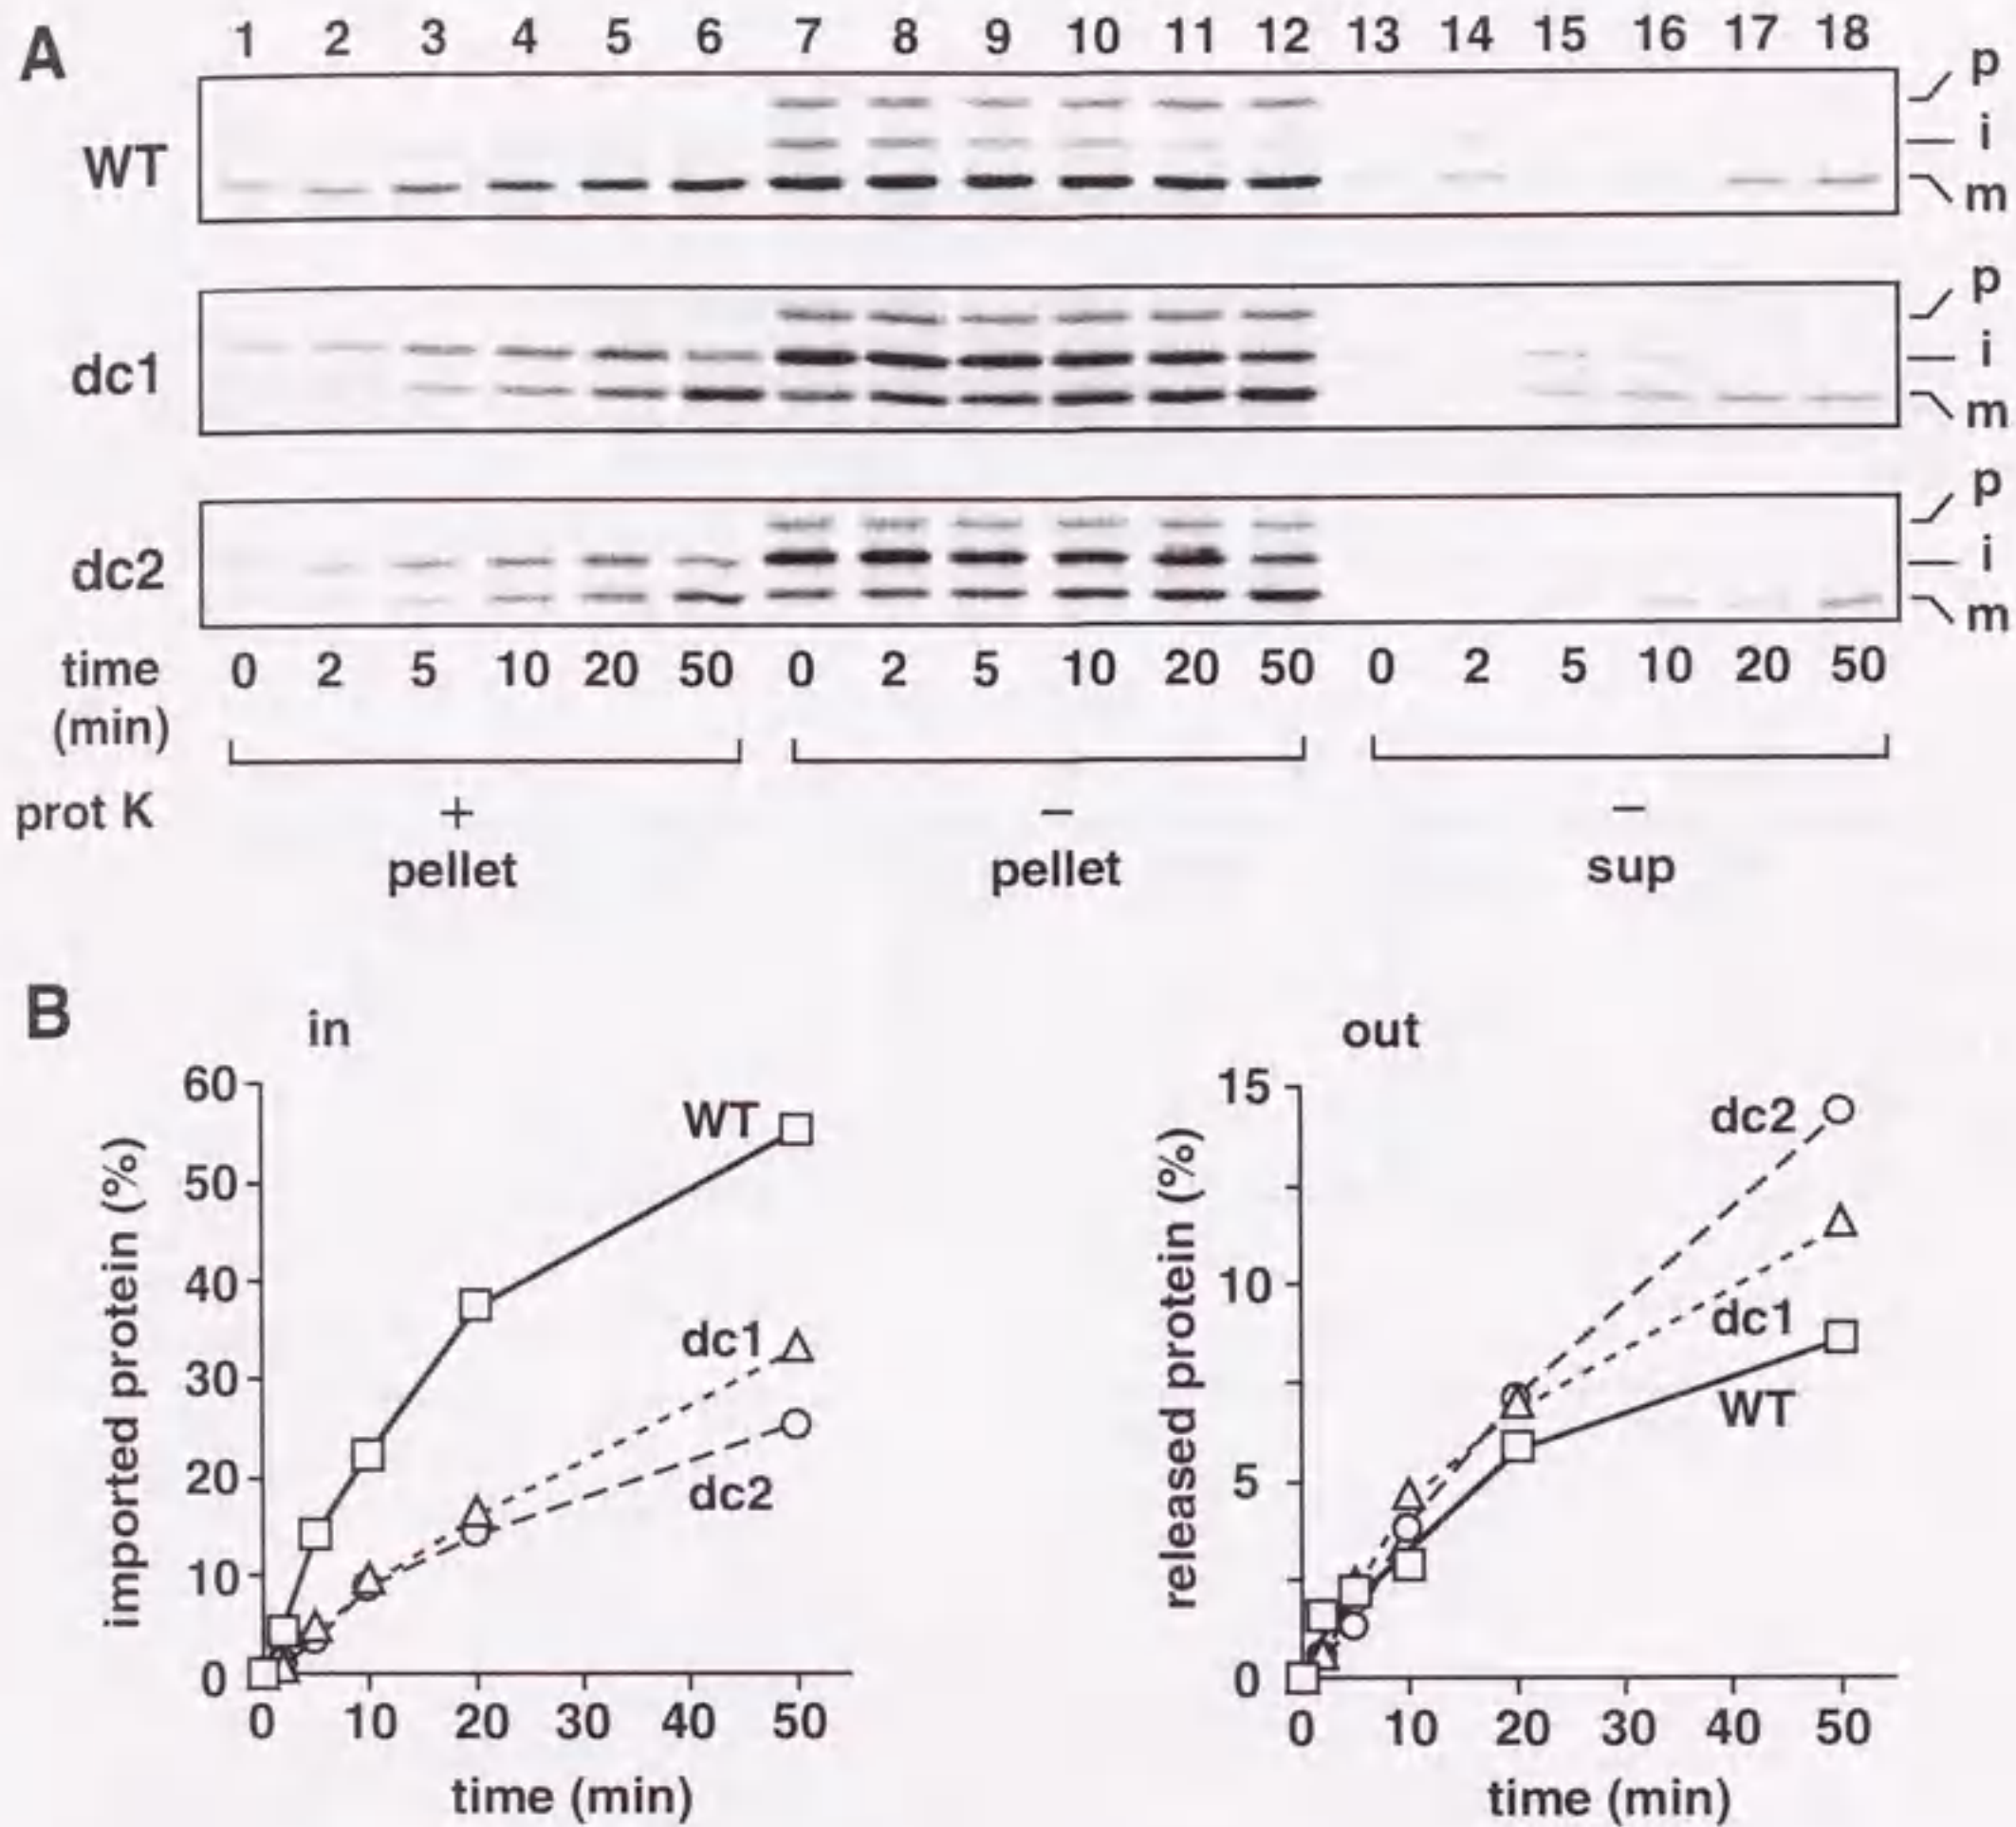 A
1 2 3 4 5 6 7 8 9 10 11 12 13 14 15 16 17 18
WT
p
i
m
dc1
p
i
m
dc2
p
i
m
time (min)
0 2 5 10 20 50 0 2 5 10 20 50 0 2 5 10 20 50
prot K
+ − −
pellet pellet sup
B
in
imported protein (%)
60
50
40
30
20
10
0
WT
dc1
dc2
0 10 20 30 40 50
time (min)
out
released protein (%)
15
10
5
0
dc2
dc1
WT
0 10 20 30 40 50
time (min)